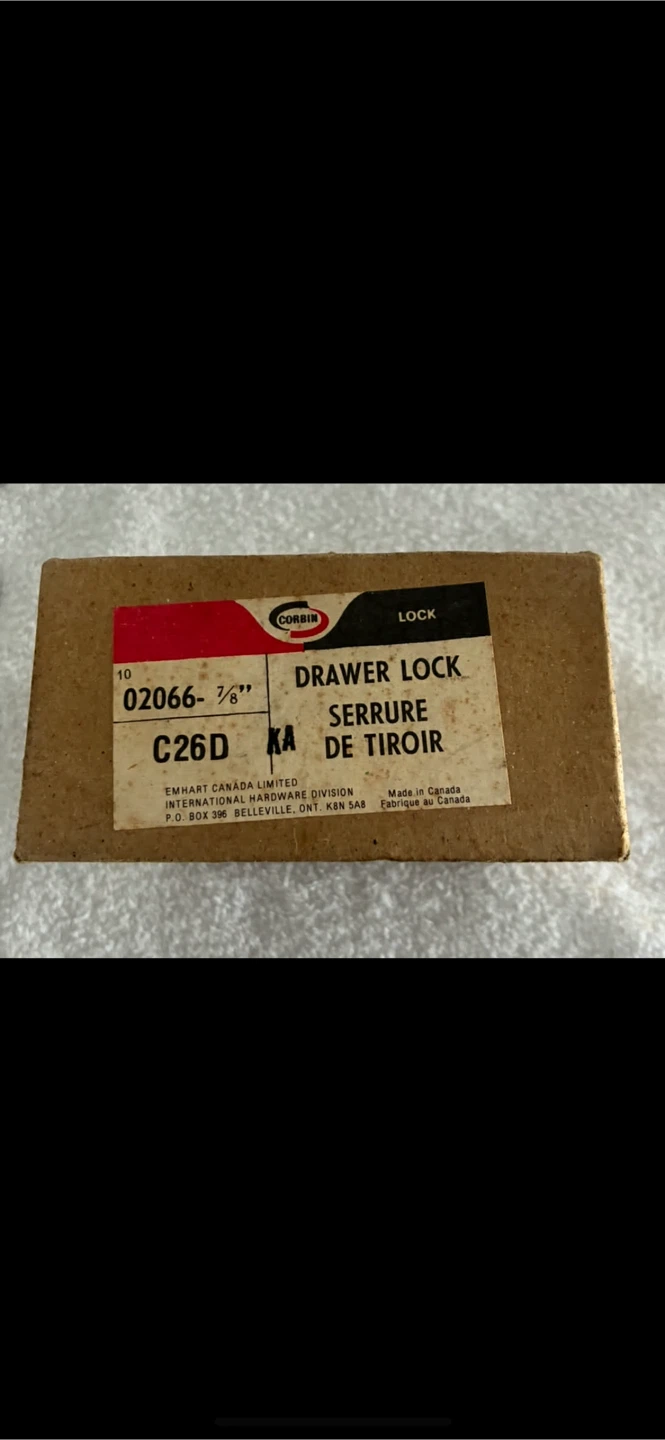 CORBIN
LOCK
10
02066- 7/8"
C26D
KA
DRAWER LOCK
SERRURE
DE TIROIR
EMHART CANADA LIMITED
INTERNATIONAL HARDWARE DIVISION
P.O. BOX 396 BELLEVILLE, ONT. K8N 5A8
Made in Canada
Fabrique au Canada